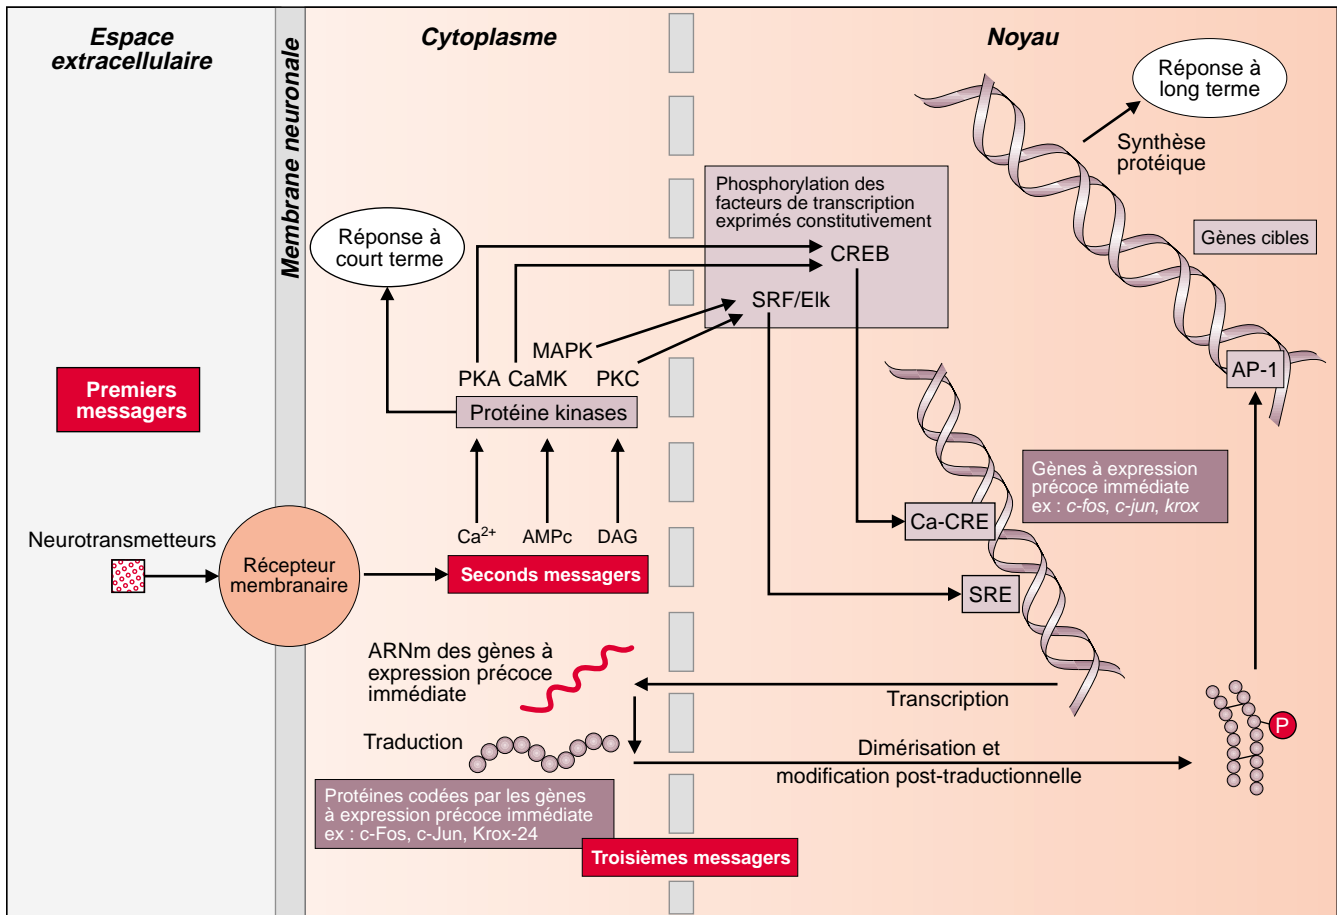 Espace
extracellulaire
Membrane neuronale
Cytoplasme
Noyau
Réponse à
long terme
Synthèse
protéique
Gènes cibles
Phosphorylation des
facteurs de transcription
exprimés constitutivement
CREB
SRF/Elk
Réponse à
court terme
MAPK
PKA CaMK PKC
Protéine kinases
AP-1
Premiers
messagers
Gènes à expression
précoce immédiate
ex : c-fos, c-jun, krox
Ca-CRE
Ca²⁺ AMPc DAG
Neurotransmetteurs
Récepteur
membranaire
Seconds messagers
SRE
ARNm des gènes à
expression précoce
immédiate
Transcription
P
Traduction
Dimérisation et
modification post-traductionnelle
Protéines codées par les gènes
à expression précoce immédiate
ex : c-Fos, c-Jun, Krox-24
Troisièmes messagers